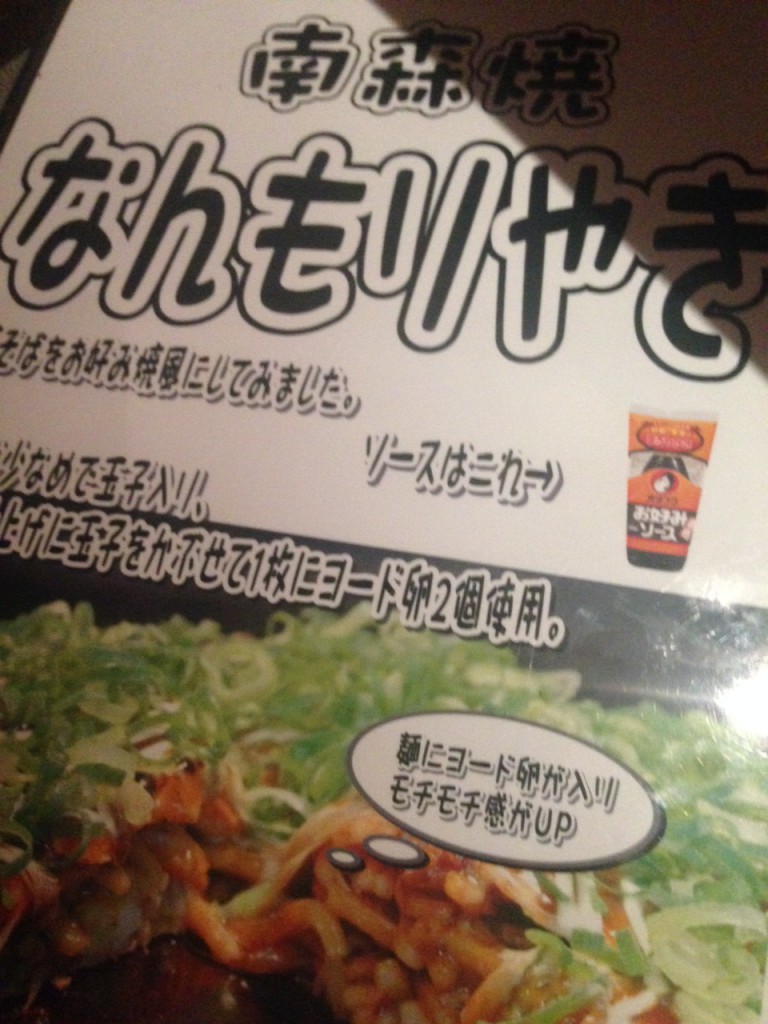 南森焼
なんもりやき
そばをお好み焼風にしてみました。
ソースはこれ→
少なめで玉子入り、
お好み
ソース
上げに玉子をかぶせて1枚にヨード卵2個使用。
麺にヨード卵が入り
モチモチ感がUP